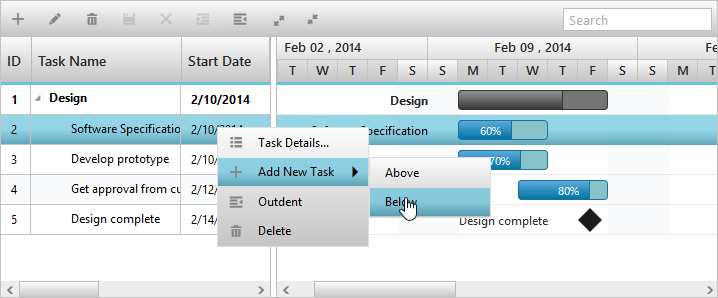 Search
ID Task Name Start Date
Feb 02 , 2014 Feb 09 , 2014 Fe
T W T F S S M T W T F S S M T
1 Design 2/10/2014 Design
2 Software Specificatio 2/10/2014 Specification 60%
Task Details...
3 Develop prototype 2/10/ 70%
Add New Task Above
4 Get approval from cu 2/12/ 80%
Outdent Below
5 Design complete 2/14/ Design complete
Delete